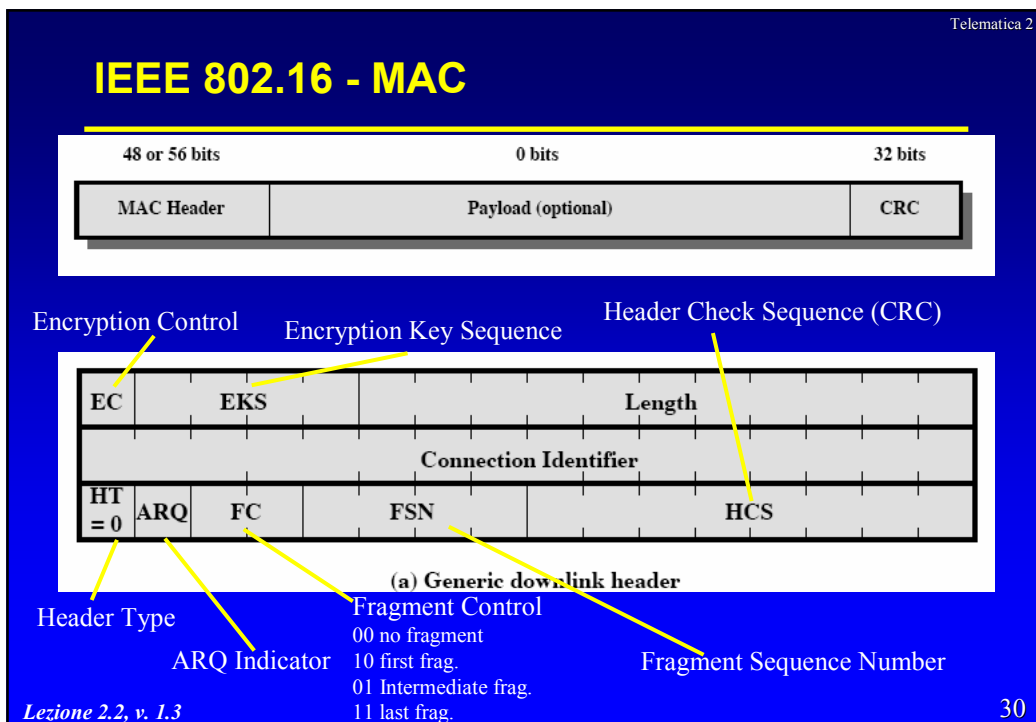 Telematica 2
IEEE 802.16 - MAC
48 or 56 bits 0 bits 32 bits
MAC Header Payload (optional) CRC
Encryption Control Encryption Key Sequence Header Check Sequence (CRC)
EC EKS Length
Connection Identifier
HT = 0 ARQ FC FSN HCS
(a) Generic downlink header
Header Type
ARQ Indicator
Fragment Control
00 no fragment
10 first frag.
01 Intermediate frag.
11 last frag.
Fragment Sequence Number
Lezione 2.2, v. 1.3
30